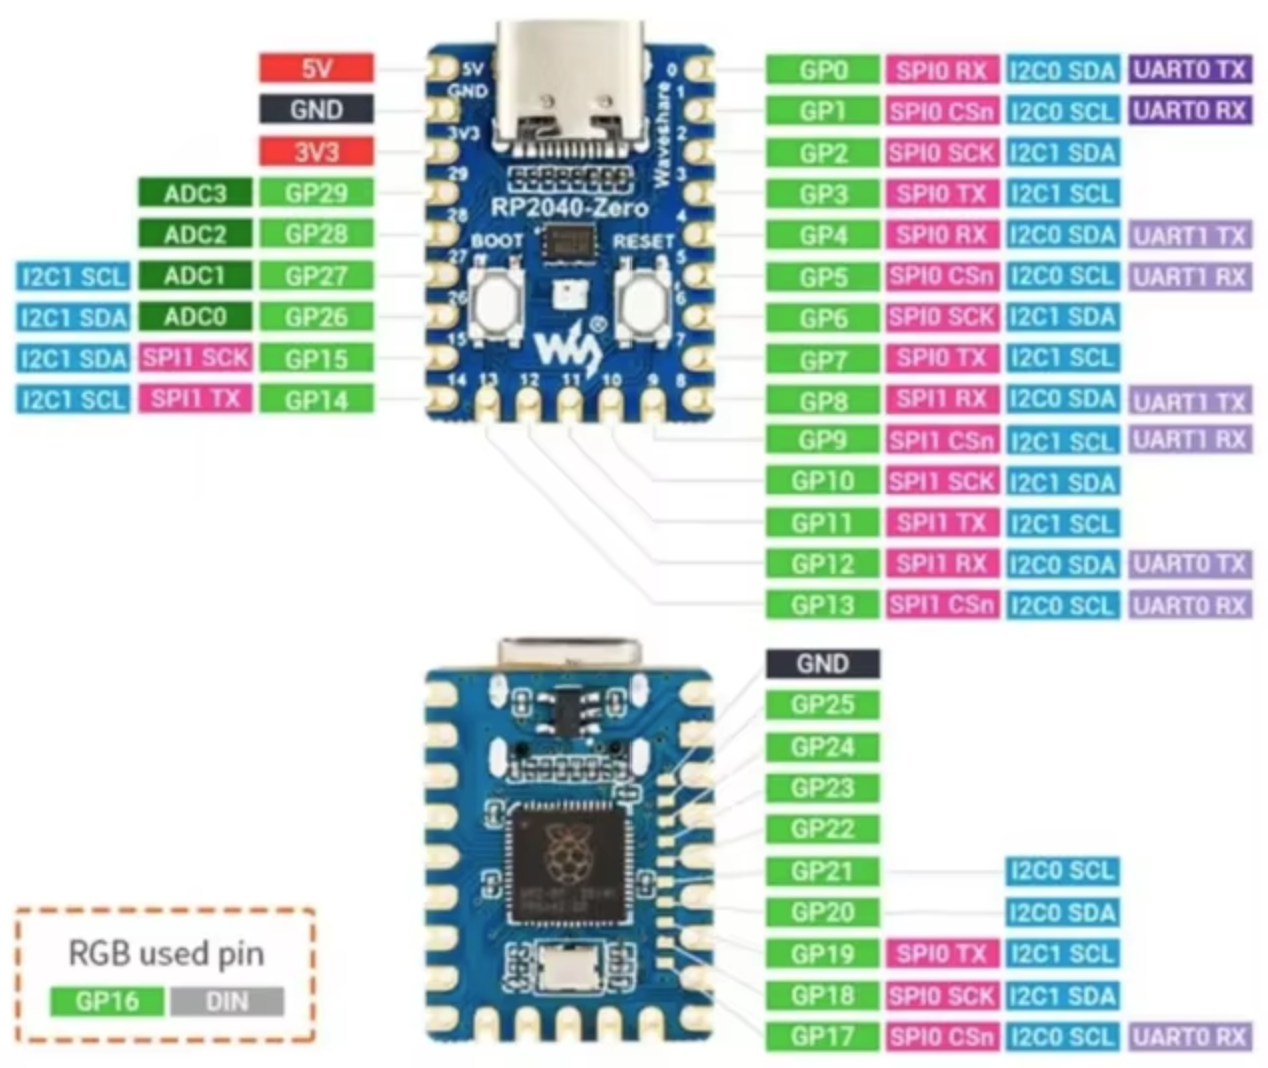 5V
GND
3V3
ADC3 GP29
ADC2 GP28
I2C1 SCL ADC1 GP27
I2C1 SDA ADC0 GP26
I2C1 SDA SPI1 SCK GP15
I2C1 SCL SPI1 TX GP14
5V
GND
3V3
29
28
27
26
15
14 13 12 11 10 9 8
RP2040-Zero
BOOT RESET
Waveshare
0
1
2
3
4
5
6
7
GP0 SPI0 RX I2C0 SDA UART0 TX
GP1 SPI0 CSn I2C0 SCL UART0 RX
GP2 SPI0 SCK I2C1 SDA
GP3 SPI0 TX I2C1 SCL
GP4 SPI0 RX I2C0 SDA UART1 TX
GP5 SPI0 CSn I2C0 SCL UART1 RX
GP6 SPI0 SCK I2C1 SDA
GP7 SPI0 TX I2C1 SCL
GP8 SPI1 RX I2C0 SDA UART1 TX
GP9 SPI1 CSn I2C1 SCL UART1 RX
GP10 SPI1 SCK I2C1 SDA
GP11 SPI1 TX I2C1 SCL
GP12 SPI1 RX I2C0 SDA UART0 TX
GP13 SPI1 CSn I2C0 SCL UART0 RX
GND
GP25
GP24
GP23
GP22
GP21 I2C0 SCL
GP20 I2C0 SDA
GP19 SPI0 TX I2C1 SCL
GP18 SPI0 SCK I2C1 SDA
GP17 SPI0 CSn I2C0 SCL UART0 RX
RGB used pin
GP16 DIN